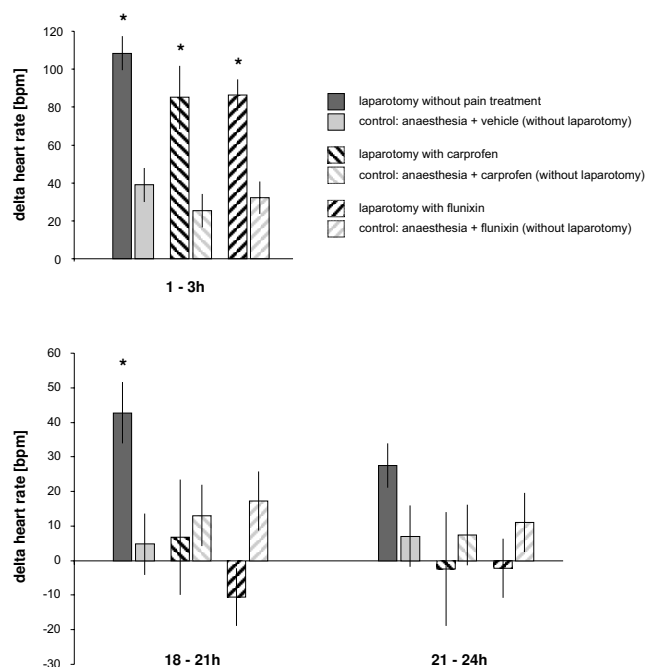 delta heart rate [bpm]
120
100
80
60
40
20
0
*
*
*
1 - 3h
laparotomy without pain treatment
control: anaesthesia + vehicle (without laparotomy)
laparotomy with carprofen
control: anaesthesia + carprofen (without laparotomy)
laparotomy with flunixin
control: anaesthesia + flunixin (without laparotomy)
delta heart rate [bpm]
60
50
40
30
20
10
0
-10
-20
-30
*
18 - 21h
21 - 24h